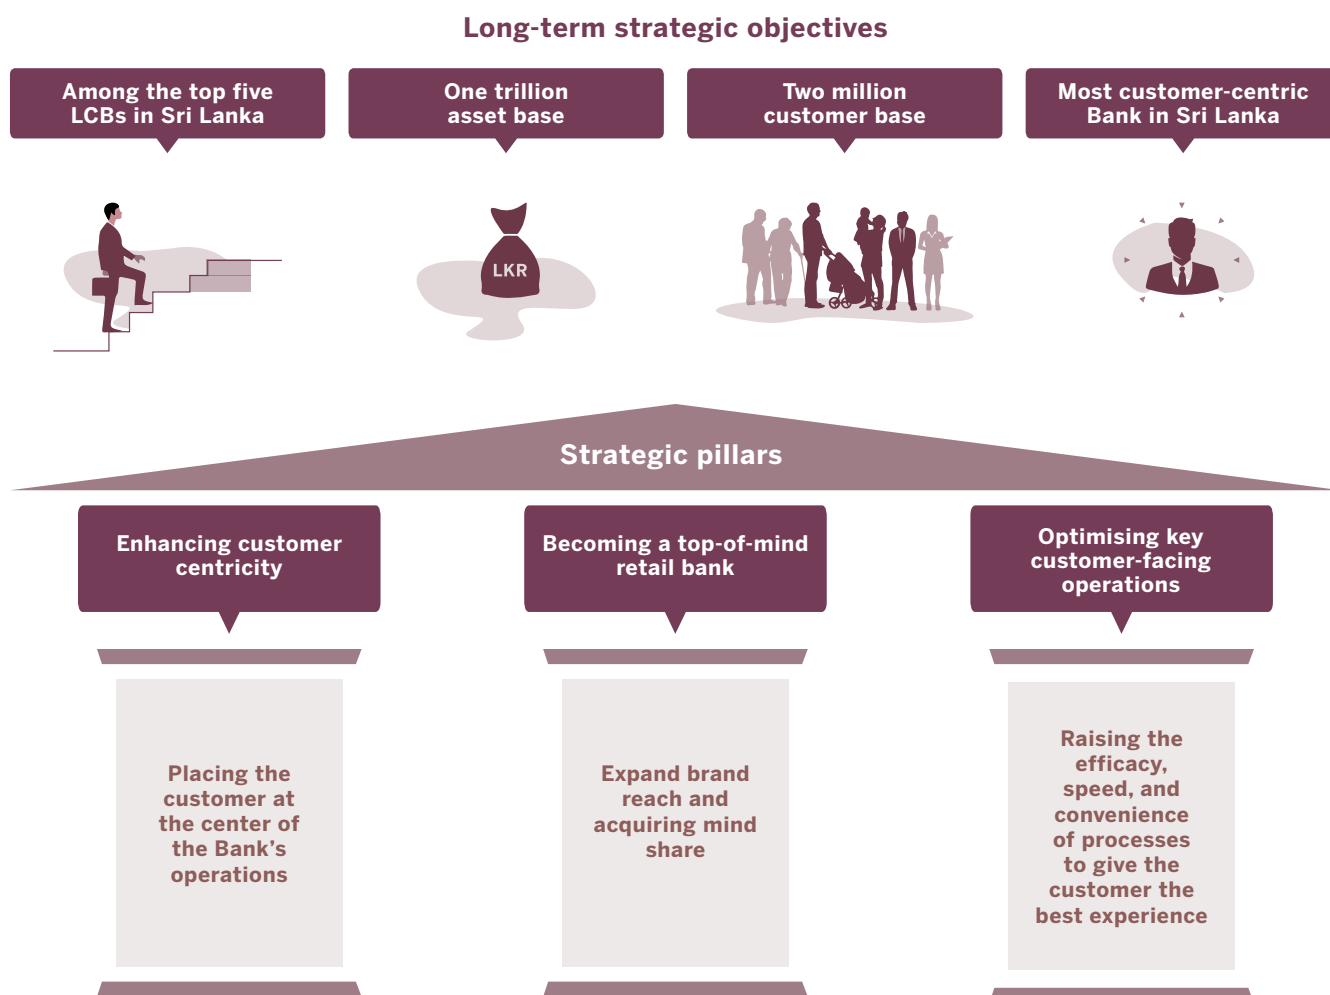 Long-term strategic objectives
Among the top five
LCBs in Sri Lanka
One trillion
asset base
Two million
customer base
Most customer-centric
Bank in Sri Lanka
LKR
Strategic pillars
Enhancing customer
centricity
Becoming a top-of-mind
retail bank
Optimising key
customer-facing
operations
Placing the
customer at
the center of
the Bank’s
operations
Expand brand
reach and
acquiring mind
share
Raising the
efficacy,
speed, and
convenience
of processes
to give the
customer the
best experience